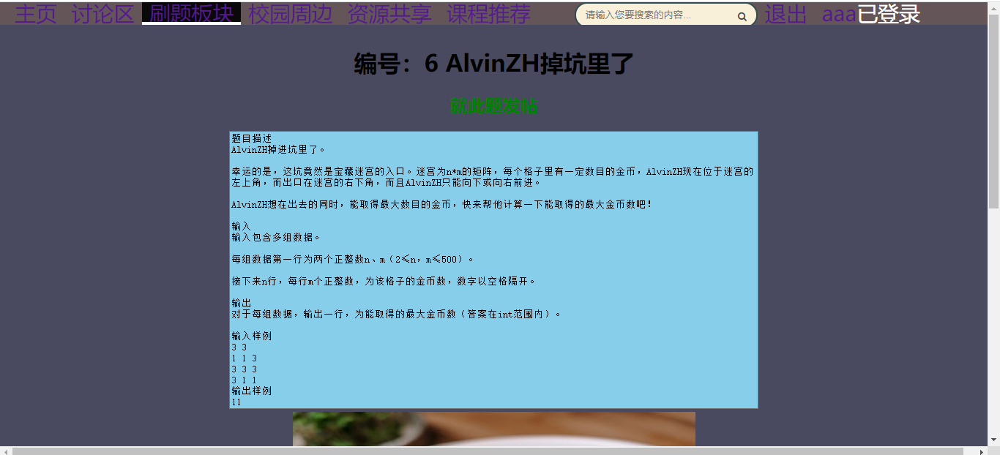 主页 讨论区 刷题板块 校园周边 资源共享 课程推荐 请输入您要搜索的内容... 退出 aaa已登录
编号：6 AlvinZH掉坑里了
就此题发帖
题目描述
AlvinZH掉进坑里了。
幸运的是，这坑竟然是宝藏迷宫的入口。迷宫为n*m的矩阵，每个格子里有一定数目的金币，AlvinZH现在位于迷宫的
左上角，而出口在迷宫的右下角，而且AlvinZH只能向下或向右前进。
AlvinZH想在出去的同时，能取得最大数目的金币，快来帮他计算一下能取得的最大金币数吧！
输入
输入包含多组数据。
每组数据第一行为两个正整数n、m（2≤n，m≤500）。
接下来n行，每行m个正整数，为该格子的金币数，数字以空格隔开。
输出
对于每组数据，输出一行，为能取得的最大金币数（答案在int范围内）。
输入样例
3 3
1 1 3
3 3 3
3 1 1
输出样例
11